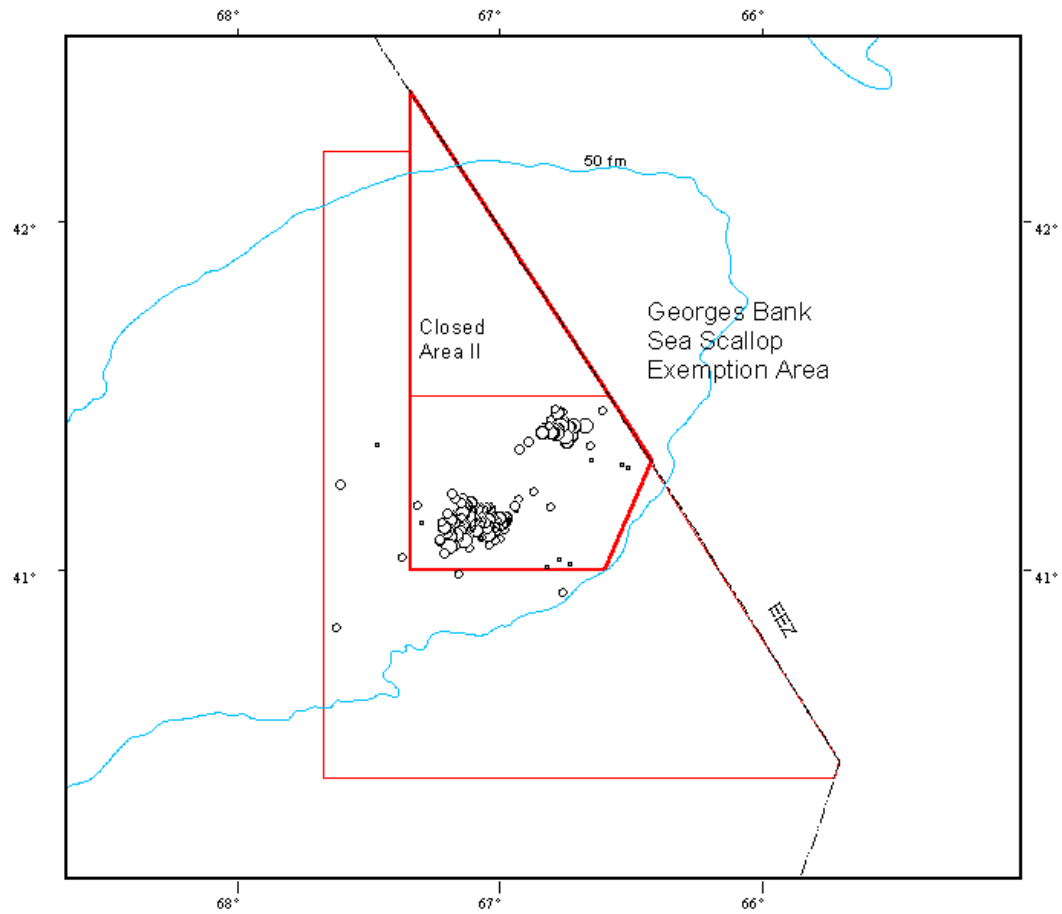 68°
67°
66°
50 fm
42°
42°
Georges Bank
Sea Scallop
Exemption Area
Closed
Area II
41°
41°
EEZ
68°
67°
66°